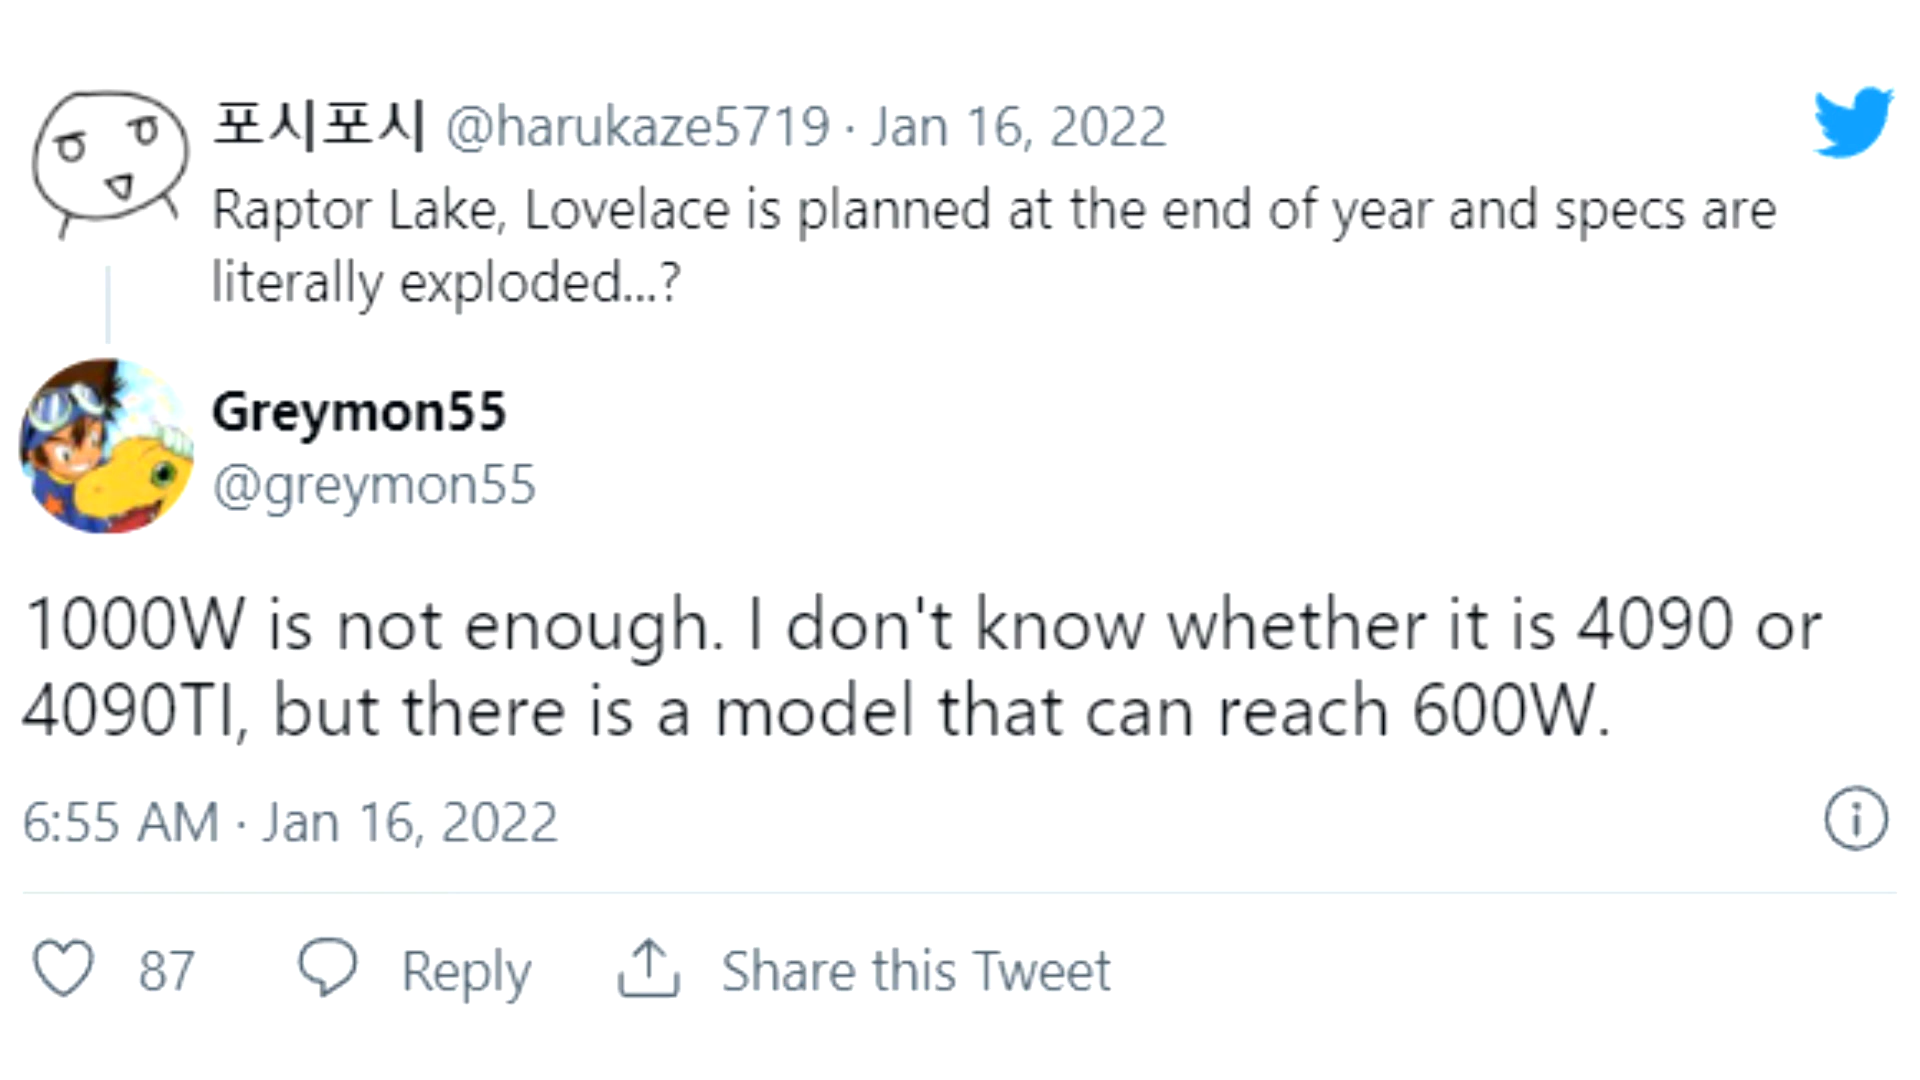 포시포시 @harukaze5719 · Jan 16, 2022
Raptor Lake, Lovelace is planned at the end of year and specs are
literally exploded...?
Greymon55
@greymon55
1000W is not enough. I don't know whether it is 4090 or
4090TI, but there is a model that can reach 600W.
6:55 AM · Jan 16, 2022
87 Reply Share this Tweet